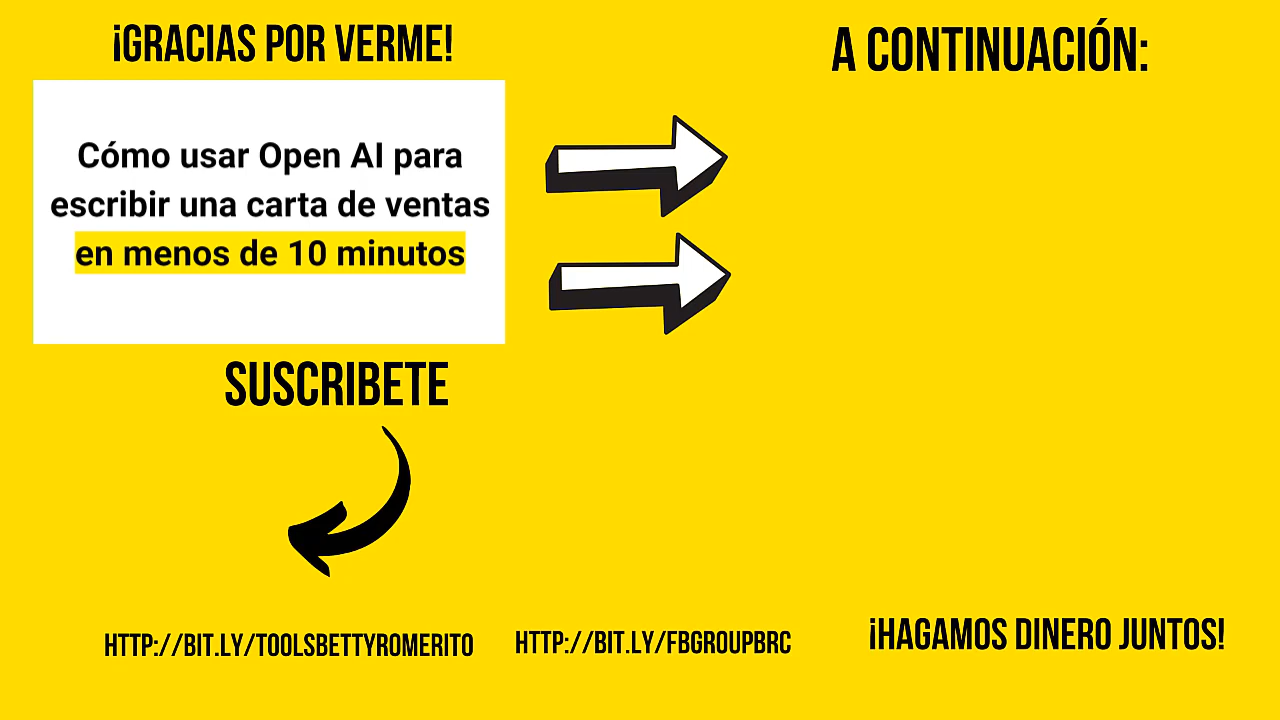 ¡GRACIAS POR VERME!
A CONTINUACIÓN:
Cómo usar Open AI para
escribir una carta de ventas
en menos de 10 minutos
SUSCRIBETE
HTTP://BIT.LY/TOOLSBETTYROMERITO
HTTP://BIT.LY/FBGROUPBRC
¡HAGAMOS DINERO JUNTOS!